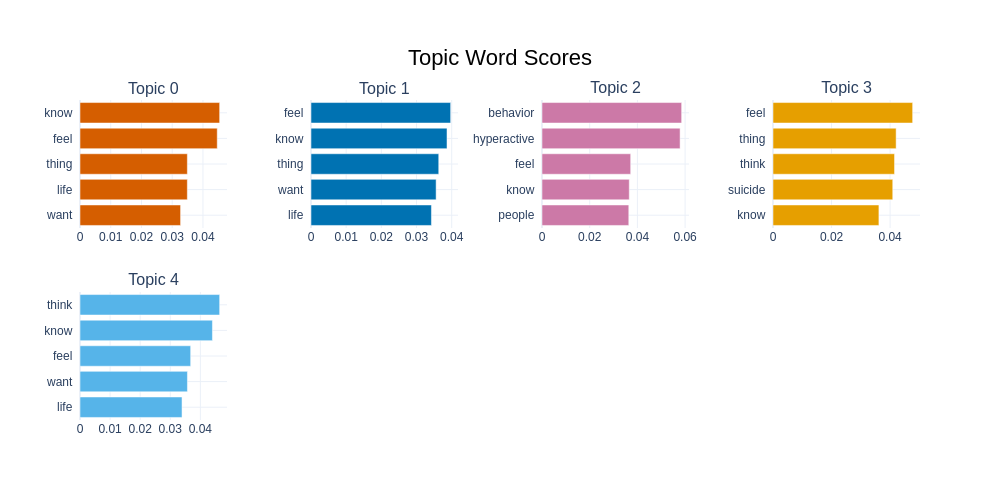 Topic Word Scores
Topic 0
know
feel
thing
life
want
0 0.01 0.02 0.03 0.04
Topic 1
feel
know
thing
want
life
0 0.01 0.02 0.03 0.04
Topic 2
behavior
hyperactive
feel
know
people
0 0.02 0.04 0.06
Topic 3
feel
thing
think
suicide
know
0 0.02 0.04
Topic 4
think
know
feel
want
life
0 0.01 0.02 0.03 0.04